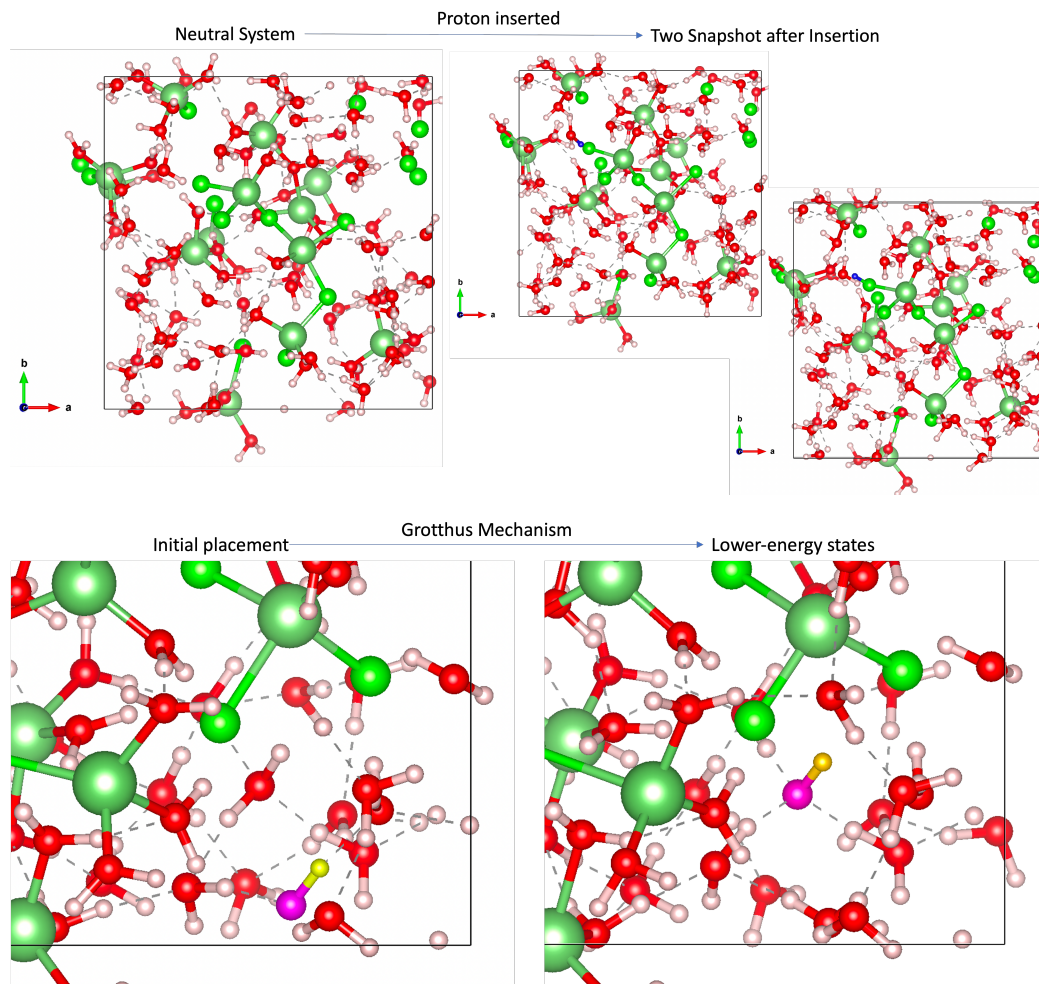 Proton inserted
Neutral System
Two Snapshot after Insertion
b
a
b
a
b
a
Grotthus Mechanism
Initial placement
Lower-energy states